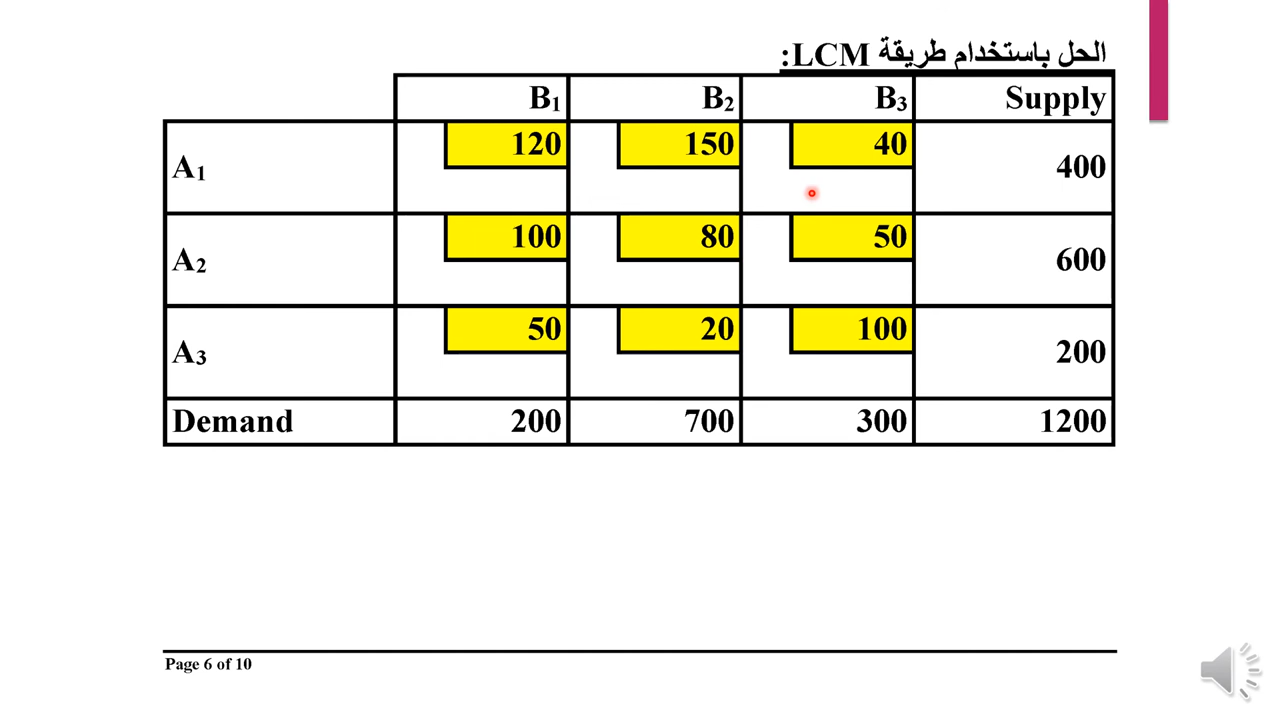 الحل باستخدام طريقة LCM:
B₁ B₂ B₃ Supply
A₁ 120 150 40 400
A₂ 100 80 50 600
A₃ 50 20 100 200
Demand 200 700 300 1200
Page 6 of 10